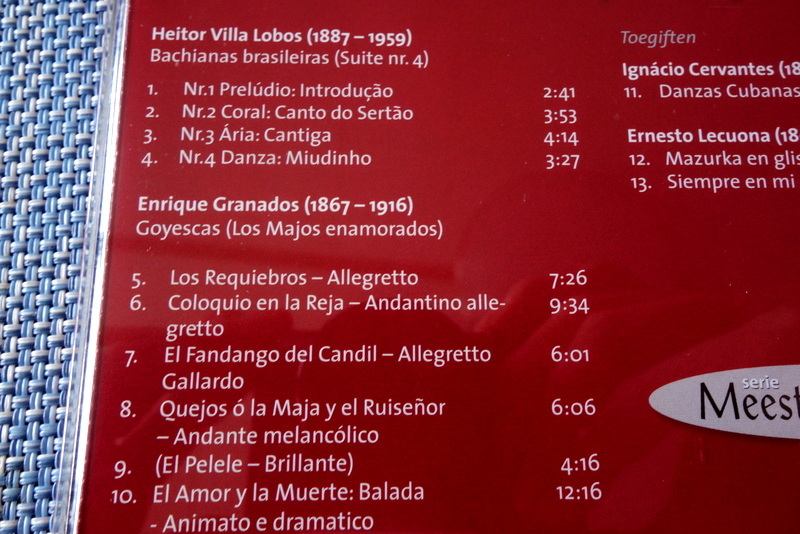 Heitor Villa Lobos (1887 – 1959)
Bachianas brasileiras (Suite nr. 4)
1. Nr.1 Prelúdio: Introdução 2:41
2. Nr.2 Coral: Canto do Sertão 3:53
3. Nr.3 Ária: Cantiga 4:14
4. Nr.4 Danza: Miudinho 3:27
Enrique Granados (1867 – 1916)
Goyescas (Los Majos enamorados)
5. Los Requiebros – Allegretto 7:26
6. Coloquio en la Reja – Andantino alle- 9:34
gretto
7. El Fandango del Candil – Allegretto 6:01
Gallardo
8. Quejos ó la Maja y el Ruiseñor 6:06
– Andante melancólico
9. (El Pelele – Brillante) 4:16
10. El Amor y la Muerte: Balada 12:16
- Animato e dramatico
Toegiften
Ignácio Cervantes (18
11. Danzas Cubanas
Ernesto Lecuona (18
12. Mazurka en glis
13. Siempre en mi
serie
Meest